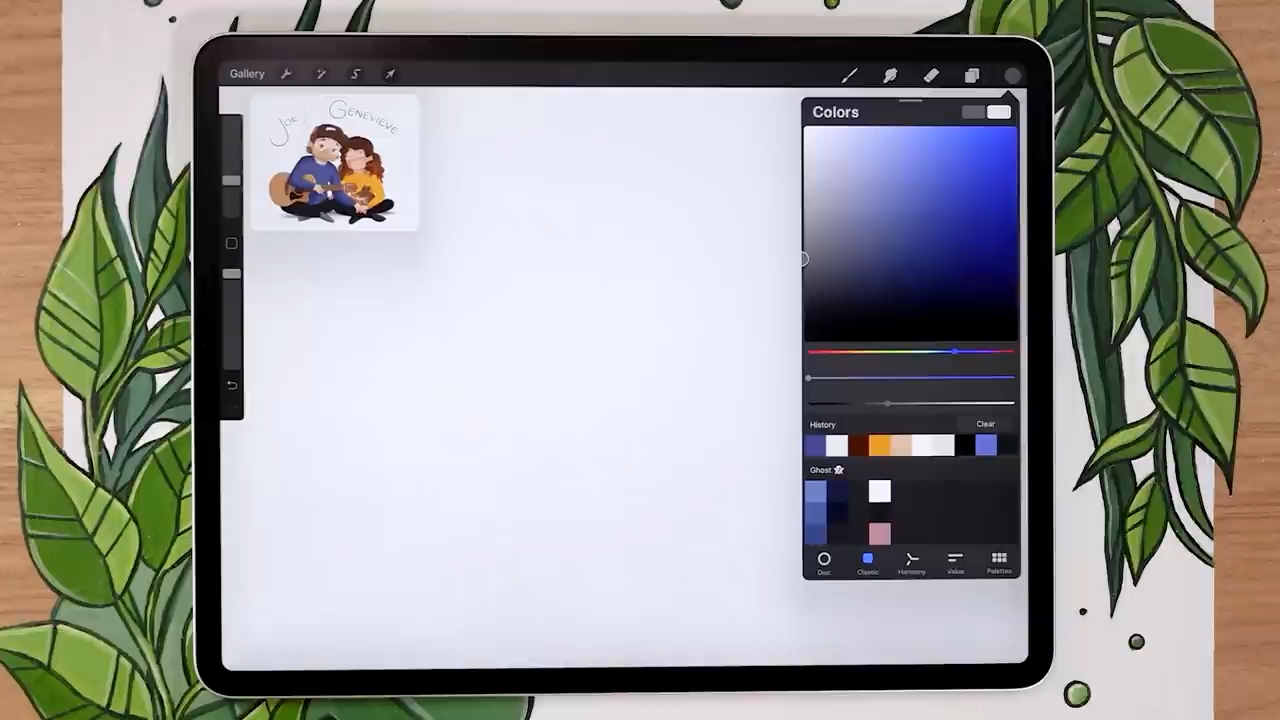 Gallery
Joe
Genevieve
Colors
History
Clear
Ghost
Disc
Classic
Harmony
Value
Palettes